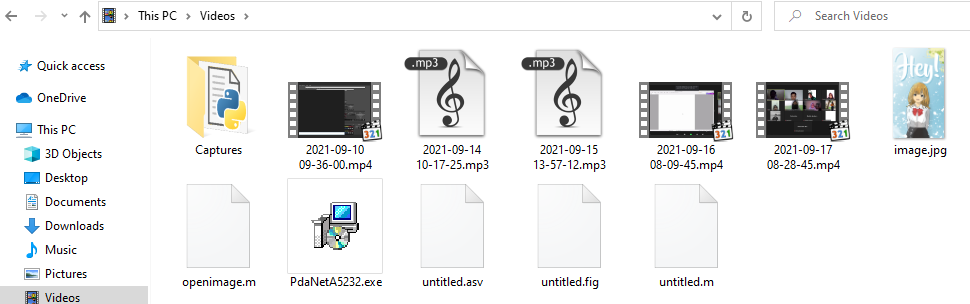 This PC > Videos >
Search Videos
Quick access
OneDrive
This PC
3D Objects
Desktop
Documents
Downloads
Music
Pictures
Videos
Captures
2021-09-10
09-36-00.mp4
.mp3
2021-09-14
10-17-25.mp3
.mp3
2021-09-15
13-57-12.mp3
321
2021-09-16
08-09-45.mp4
321
2021-09-17
08-28-45.mp4
321
Hey!
image.jpg
openimage.m
PdaNetA5232.exe
untitled.asv
untitled.fig
untitled.m